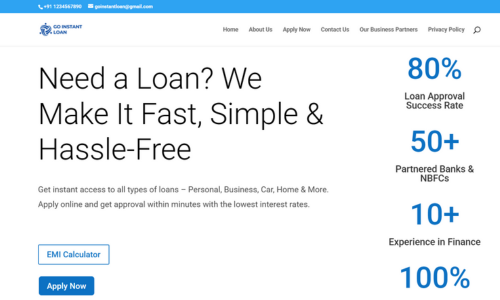 +91 1234567890 goinstantloan@gmail.com
GO INSTANT
LOAN
Home About Us Apply Now Contact Us Our Business Partners Privacy Policy
Need a Loan? We
Make It Fast, Simple &
Hassle-Free
Get instant access to all types of loans – Personal, Business, Car, Home & More.
Apply online and get approval within minutes with the lowest interest rates.
EMI Calculator
Apply Now
80%
Loan Approval
Success Rate
50+
Partnered Banks &
NBFCs
10+
Experience in Finance
100%